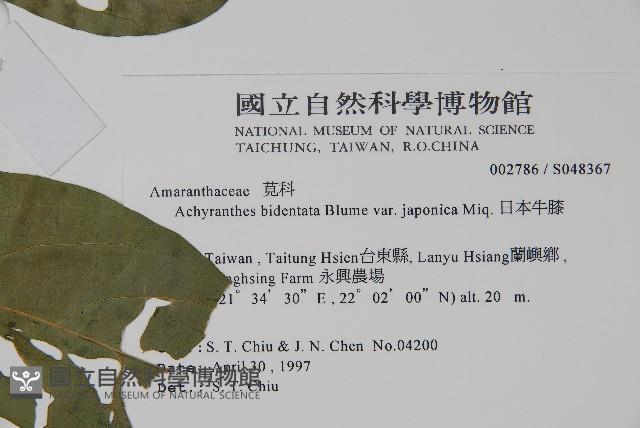 國立自然科學博物館
NATIONAL MUSEUM OF NATURAL SCIENCE
TAICHUNG, TAIWAN, R.O.CHINA
002786 / S048367
Amaranthaceae 莧科
Achyranthes bidentata Blume var. japonica Miq. 日本牛膝
Taiwan , Taitung Hsien台東縣, Lanyu Hsiang蘭嶼鄉 ,
nghsing Farm 永興農場
21° 34' 30" E , 22° 02' 00" N) alt. 20 m.
: S. T. Chiu & J. N. Chen No.04200
Date: April 30 , 1997
Det.: S. T. Chiu
國立自然科學博物館
NATIONAL MUSEUM OF NATURAL SCIENCE